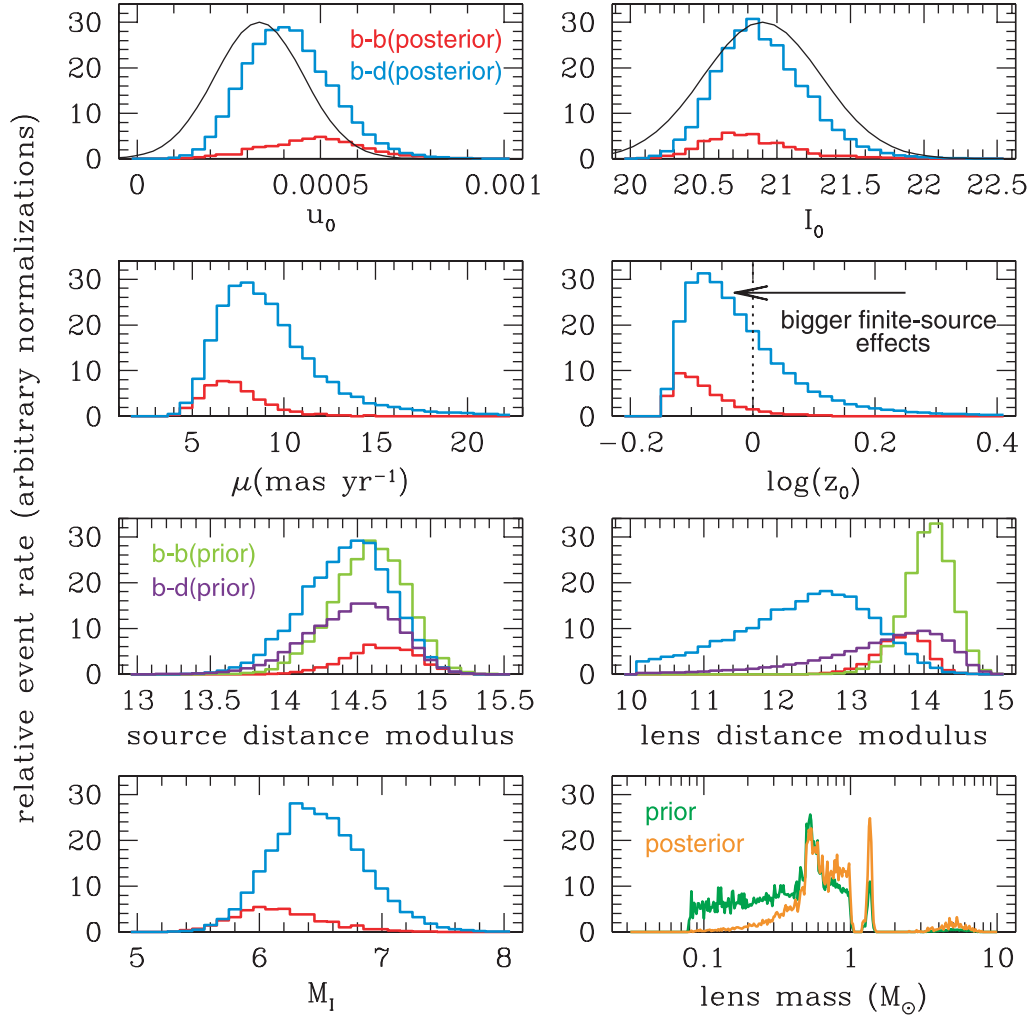 relative event rate (arbitrary normalizations)
30
20
10
0
b-b(posterior)
b-d(posterior)
0 0.0005 0.001
u₀
30
20
10
0
20 20.5 21 21.5 22 22.5
I₀
30
20
10
0
5 10 15 20
μ(mas yr⁻¹)
30
20
10
0
bigger finite-source
effects
−0.2 0 0.2 0.4
log(z₀)
30
20
10
0
b-b(prior)
b-d(prior)
13 13.5 14 14.5 15 15.5
source distance modulus
30
20
10
0
10 11 12 13 14 15
lens distance modulus
30
20
10
0
5 6 7 8
M_I
30
20
10
0
prior
posterior
0.1 1 10
lens mass (M⊙)